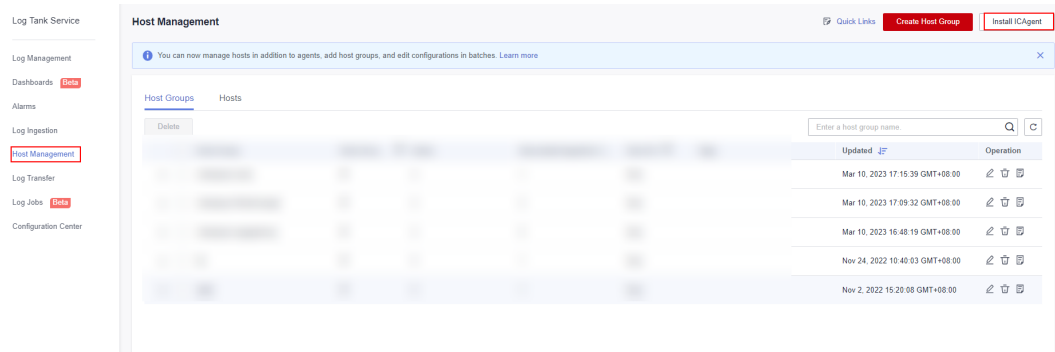 Log Tank Service
Host Management
Quick Links
Create Host Group
Install ICAgent
Log Management
You can now manage hosts in addition to agents, add host groups, and edit configurations in batches. Learn more
Dashboards Beta
Alarms
Host Groups Hosts
Log Ingestion
Delete
Enter a host group name.
Host Management
Updated Operation
Log Transfer
Mar 10, 2023 17:15:39 GMT+08:00
Log Jobs Beta
Mar 10, 2023 17:09:32 GMT+08:00
Configuration Center
Mar 10, 2023 16:48:19 GMT+08:00
Nov 24, 2022 10:40:03 GMT+08:00
Nov 2, 2022 15:20:08 GMT+08:00